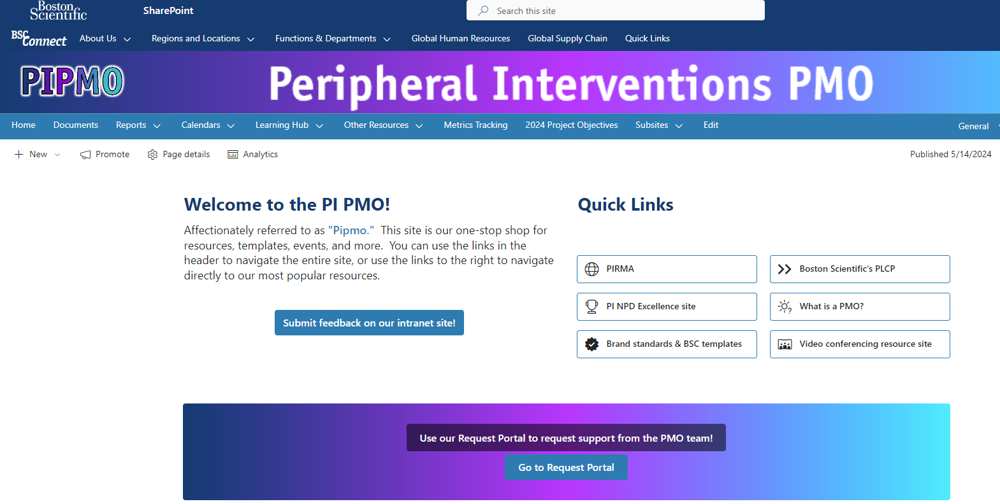 Boston
Scientific
SharePoint
Search this site
BSC Connect
About Us
Regions and Locations
Functions & Departments
Global Human Resources
Global Supply Chain
Quick Links
PIPMO
Peripheral Interventions PMO
Home
Documents
Reports
Calendars
Learning Hub
Other Resources
Metrics Tracking
2024 Project Objectives
Subsites
Edit
General
New
Promote
Page details
Analytics
Published 5/14/2024
Welcome to the PI PMO!
Affectionately referred to as "Pipmo."  This site is our one-stop shop for
resources, templates, events, and more.  You can use the links in the
header to navigate the entire site, or use the links to the right to navigate
directly to our most popular resources.
Submit feedback on our intranet site!
Quick Links
PIRMA
Boston Scientific's PLCP
PI NPD Excellence site
What is a PMO?
Brand standards & BSC templates
Video conferencing resource site
Use our Request Portal to request support from the PMO team!
Go to Request Portal